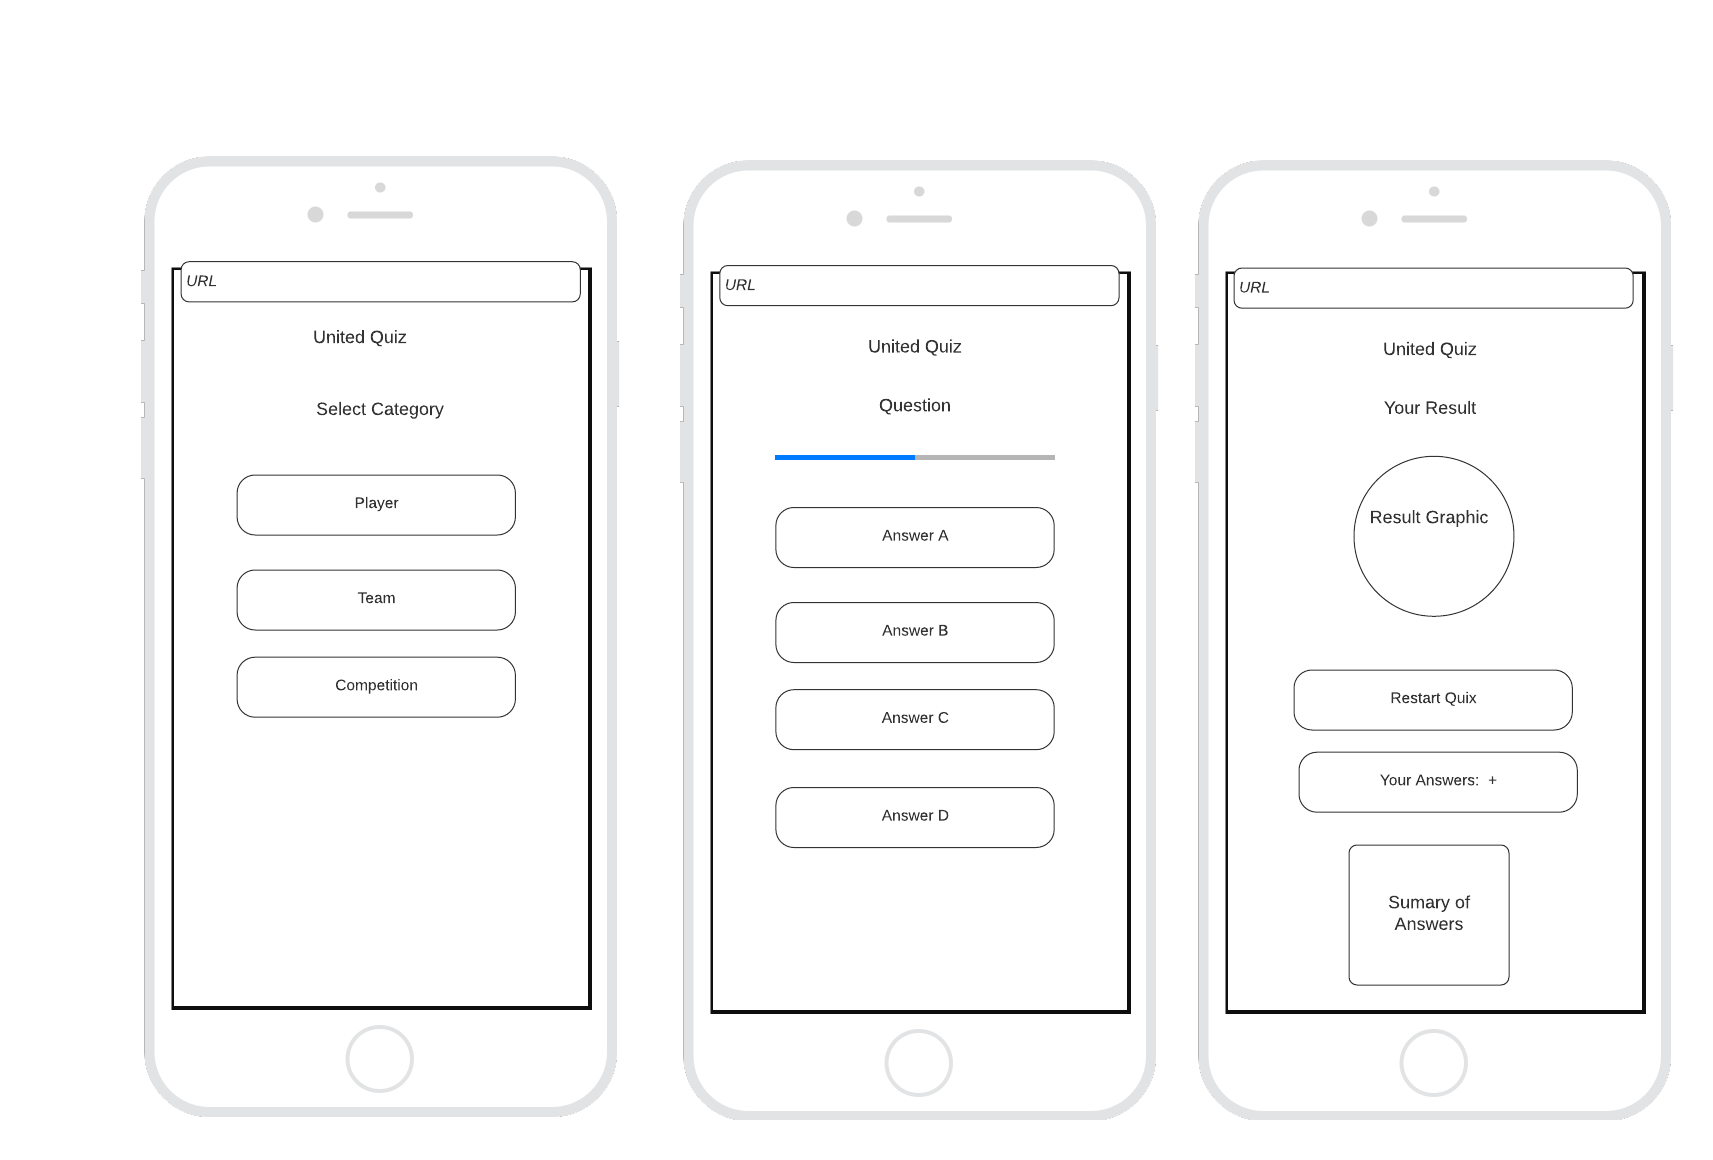 URL
United Quiz
Select Category
Player
Team
Competition
URL
United Quiz
Question
Answer A
Answer B
Answer C
Answer D
URL
United Quiz
Your Result
Result Graphic
Restart Quix
Your Answers:  +
Sumary of
Answers